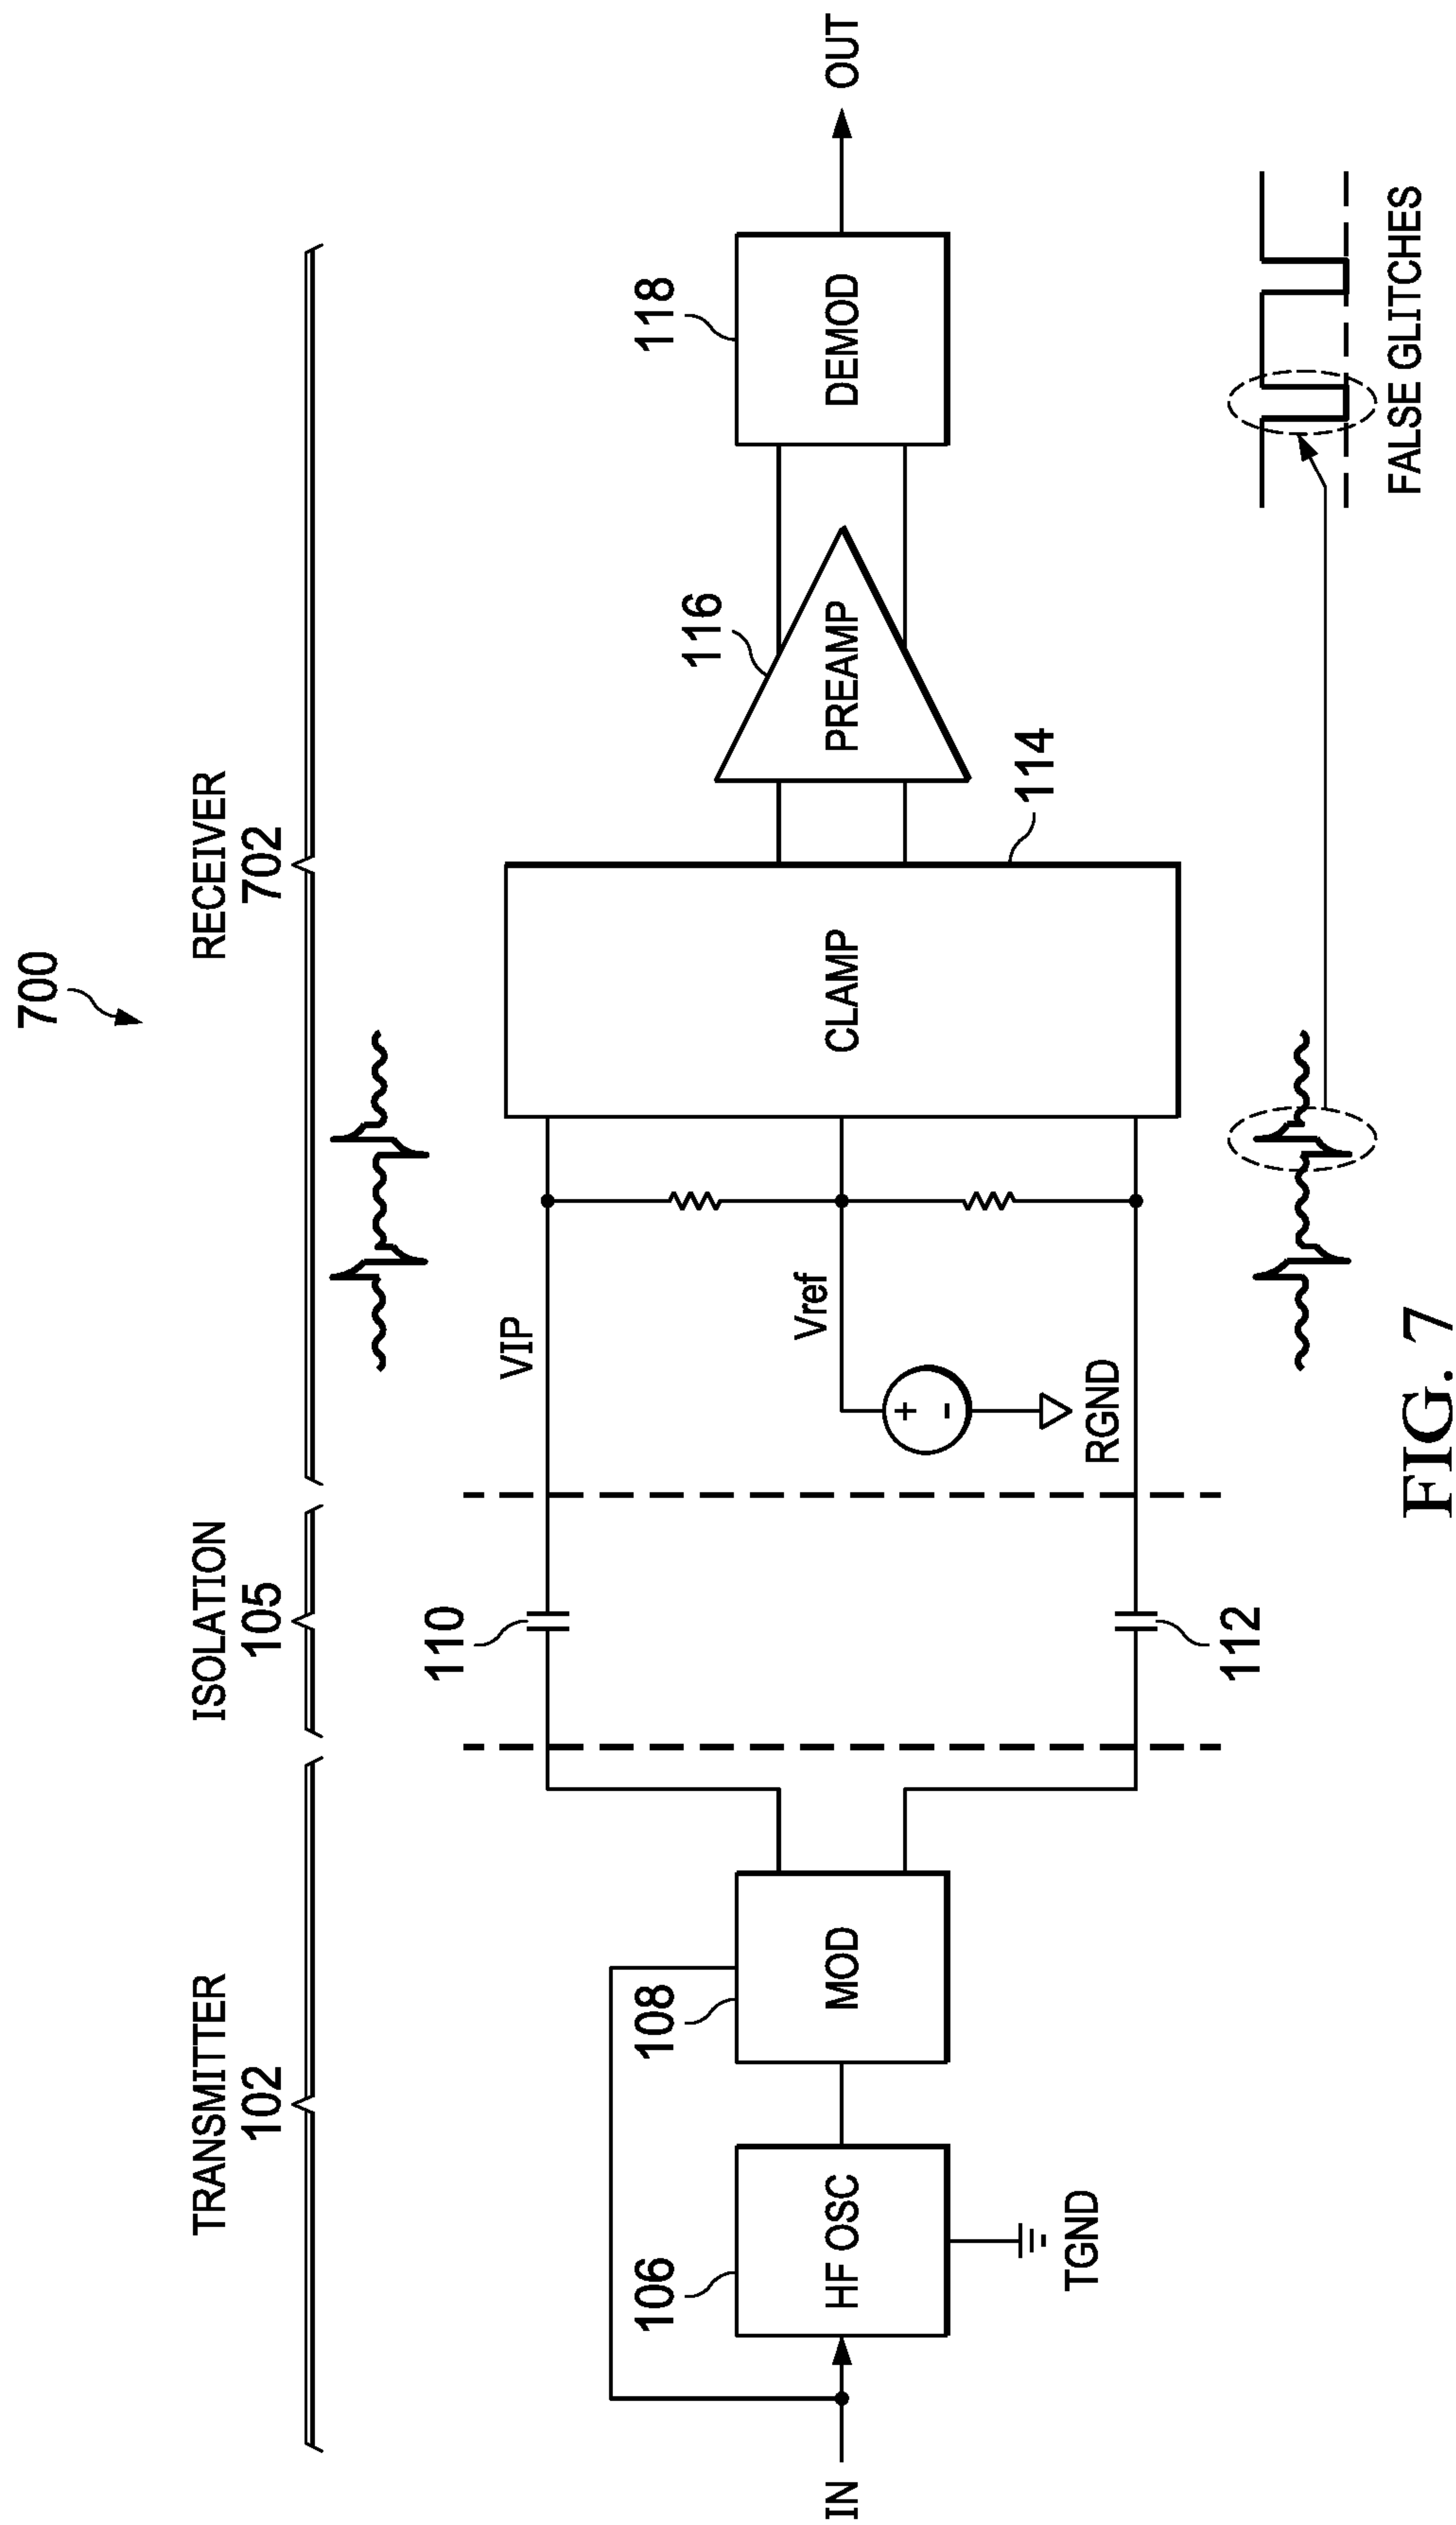 700
TRANSMITTER
102
ISOLATION
105
RECEIVER
702
IN
106
HF OSC
TGND
108
MOD
110
112
VIP
Vref
+
-
RGND
CLAMP
114
116
PREAMP
118
DEMOD
OUT
FALSE GLITCHES
FIG. 7